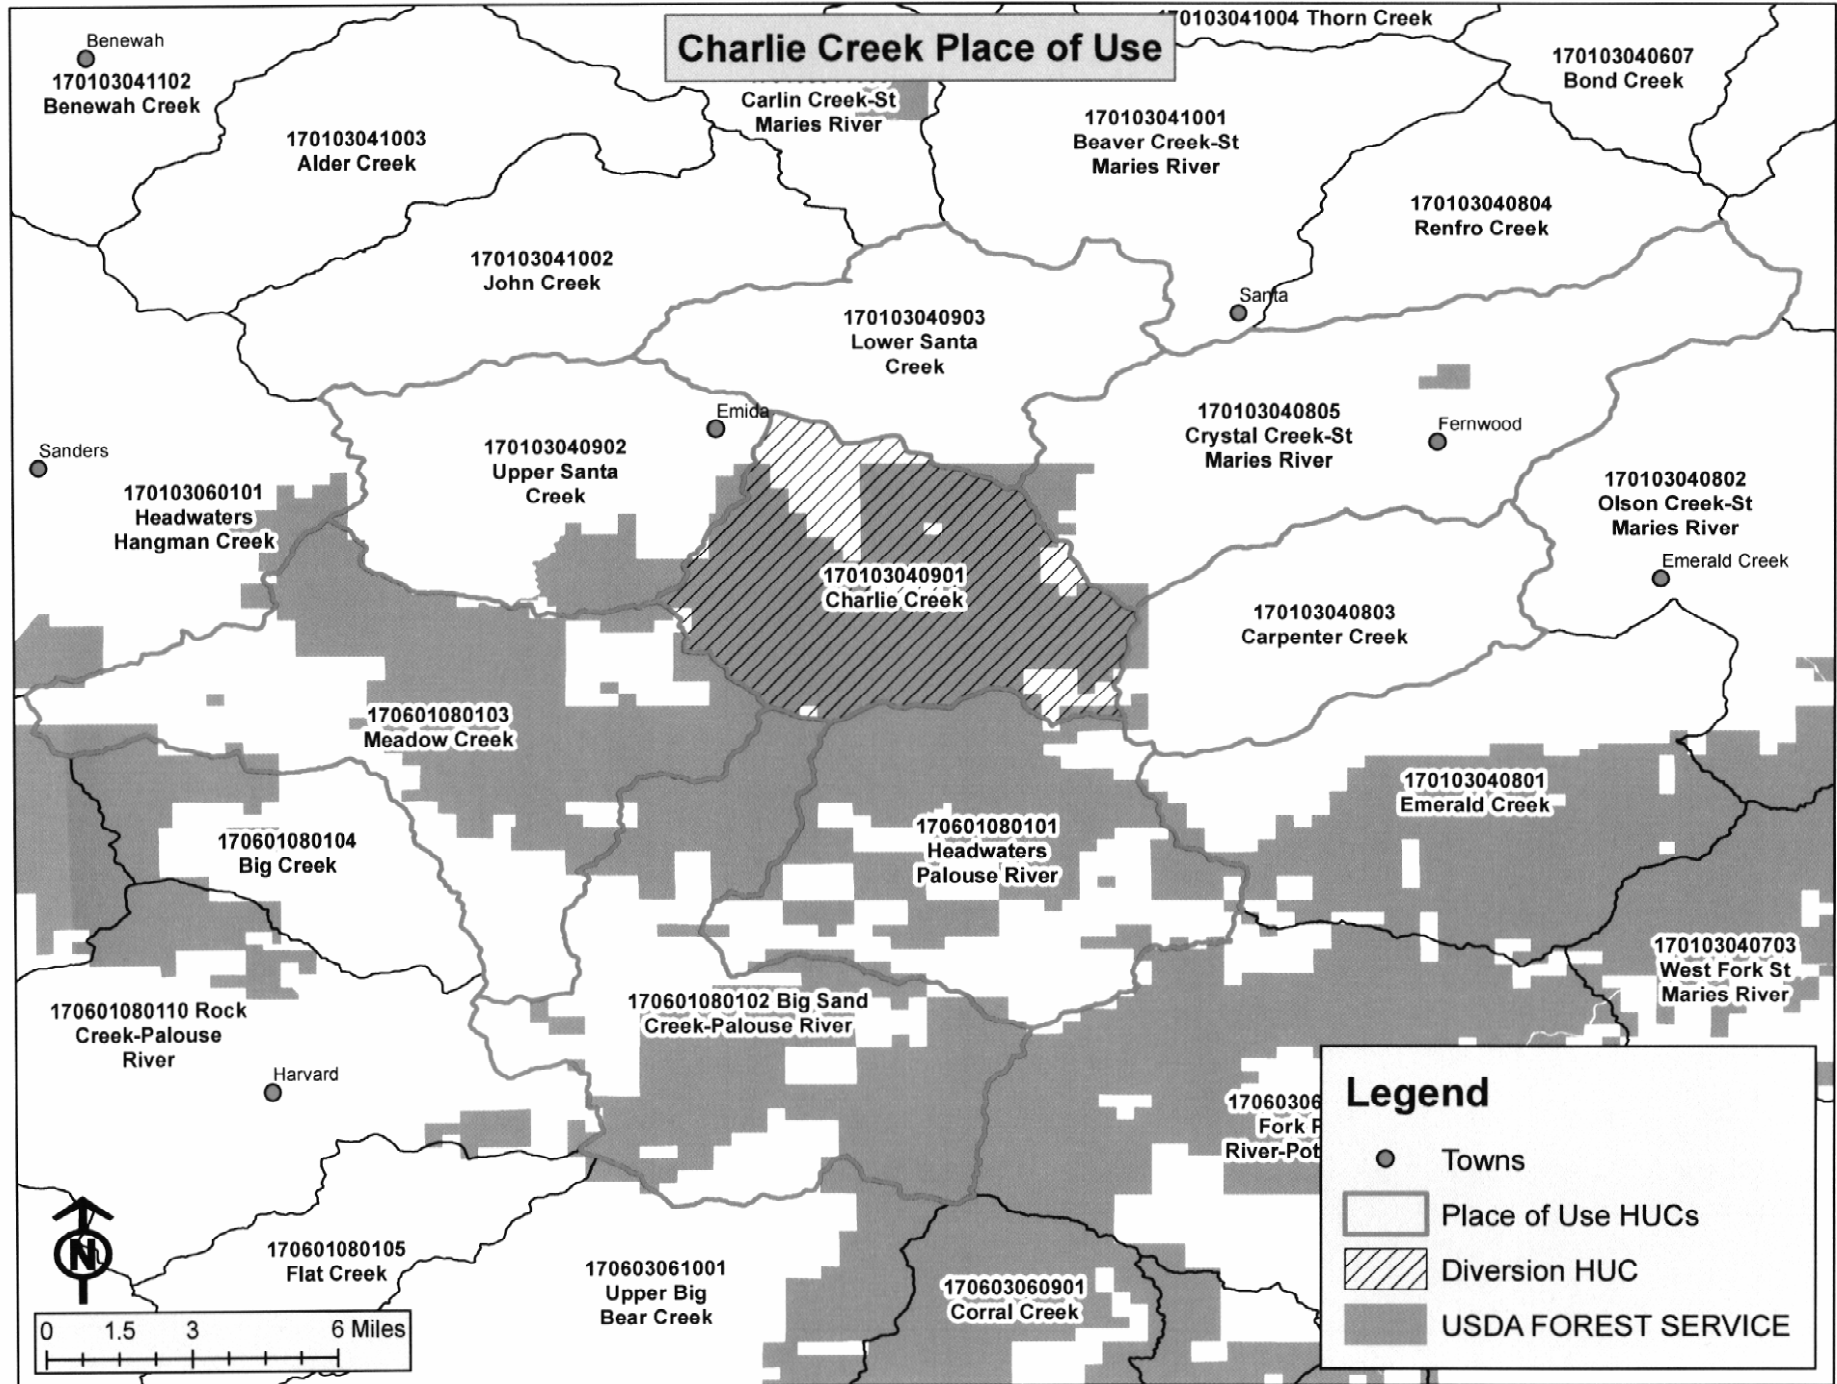 Charlie Creek Place of Use
Benewah
170103041102
Benewah Creek
170103041003
Alder Creek
Carlin Creek-St
Maries River
70103041004 Thorn Creek
170103041001
Beaver Creek-St
Maries River
170103040607
Bond Creek
170103040804
Renfro Creek
170103041002
John Creek
Santa
170103040903
Lower Santa
Creek
Emida
Sanders
170103040902
Upper Santa
Creek
170103040805
Crystal Creek-St
Maries River
Fernwood
170103060101
Headwaters
Hangman Creek
170103040802
Olson Creek-St
Maries River
Emerald Creek
170103040901
Charlie Creek
170103040803
Carpenter Creek
170601080103
Meadow Creek
170103040801
Emerald Creek
170601080104
Big Creek
170601080101
Headwaters
Palouse River
170103040703
West Fork St
Maries River
170601080110 Rock
Creek-Palouse
River
170601080102 Big Sand
Creek-Palouse River
Harvard
17060306
Fork
River-Pot
170601080105
Flat Creek
170603061001
Upper Big
Bear Creek
170603060901
Corral Creek
N
0 1.5 3 6 Miles
Legend
Towns
Place of Use HUCs
Diversion HUC
USDA FOREST SERVICE